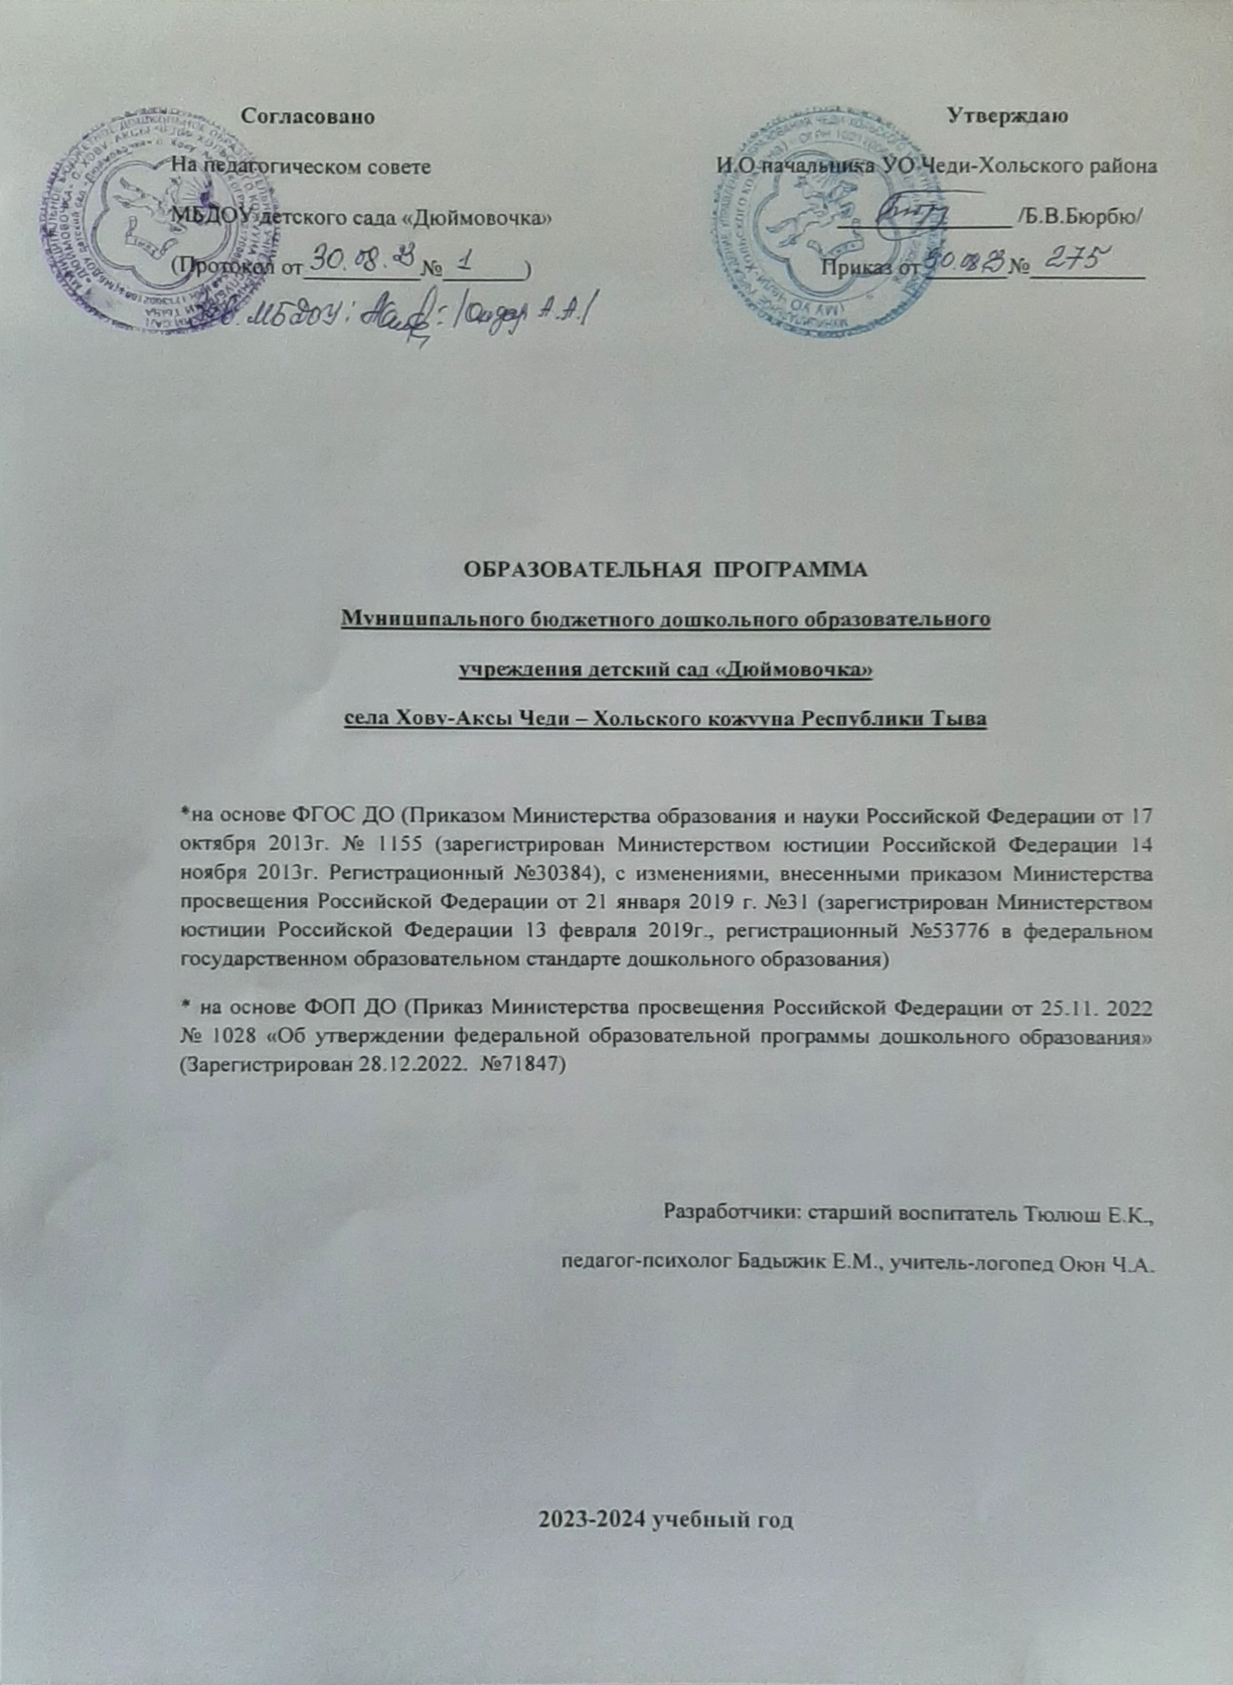 Согласовано
На педагогическом совете
МБДОУ детского сада «Дюймовочка»
(Протокол от 30.08.23 № 1 )
МБДОУ: /Ондар А.А./
Утверждаю
И.О начальника УО Чеди-Хольского района
/Б.В.Бюрбю/
Приказ от 30.08.23 № 275
ОБРАЗОВАТЕЛЬНАЯ ПРОГРАММА
Муниципального бюджетного дошкольного образовательного
учреждения детский сад «Дюймовочка»
села Хову-Аксы Чеди – Хольского кожууна Республики Тыва
*на основе ФГОС ДО (Приказом Министерства образования и науки Российской Федерации от 17
октября 2013г. № 1155 (зарегистрирован Министерством юстиции Российской Федерации 14
ноября 2013г. Регистрационный №30384), с изменениями, внесенными приказом Министерства
просвещения Российской Федерации от 21 января 2019 г. №31 (зарегистрирован Министерством
юстиции Российской Федерации 13 февраля 2019г., регистрационный №53776 в федеральном
государственном образовательном стандарте дошкольного образования)
* на основе ФОП ДО (Приказ Министерства просвещения Российской Федерации от 25.11. 2022
№ 1028 «Об утверждении федеральной образовательной программы дошкольного образования»
(Зарегистрирован 28.12.2022. №71847)
Разработчики: старший воспитатель Тюлюш Е.К.,
педагог-психолог Бадыжик Е.М., учитель-логопед Оюн Ч.А.
2023-2024 учебный год